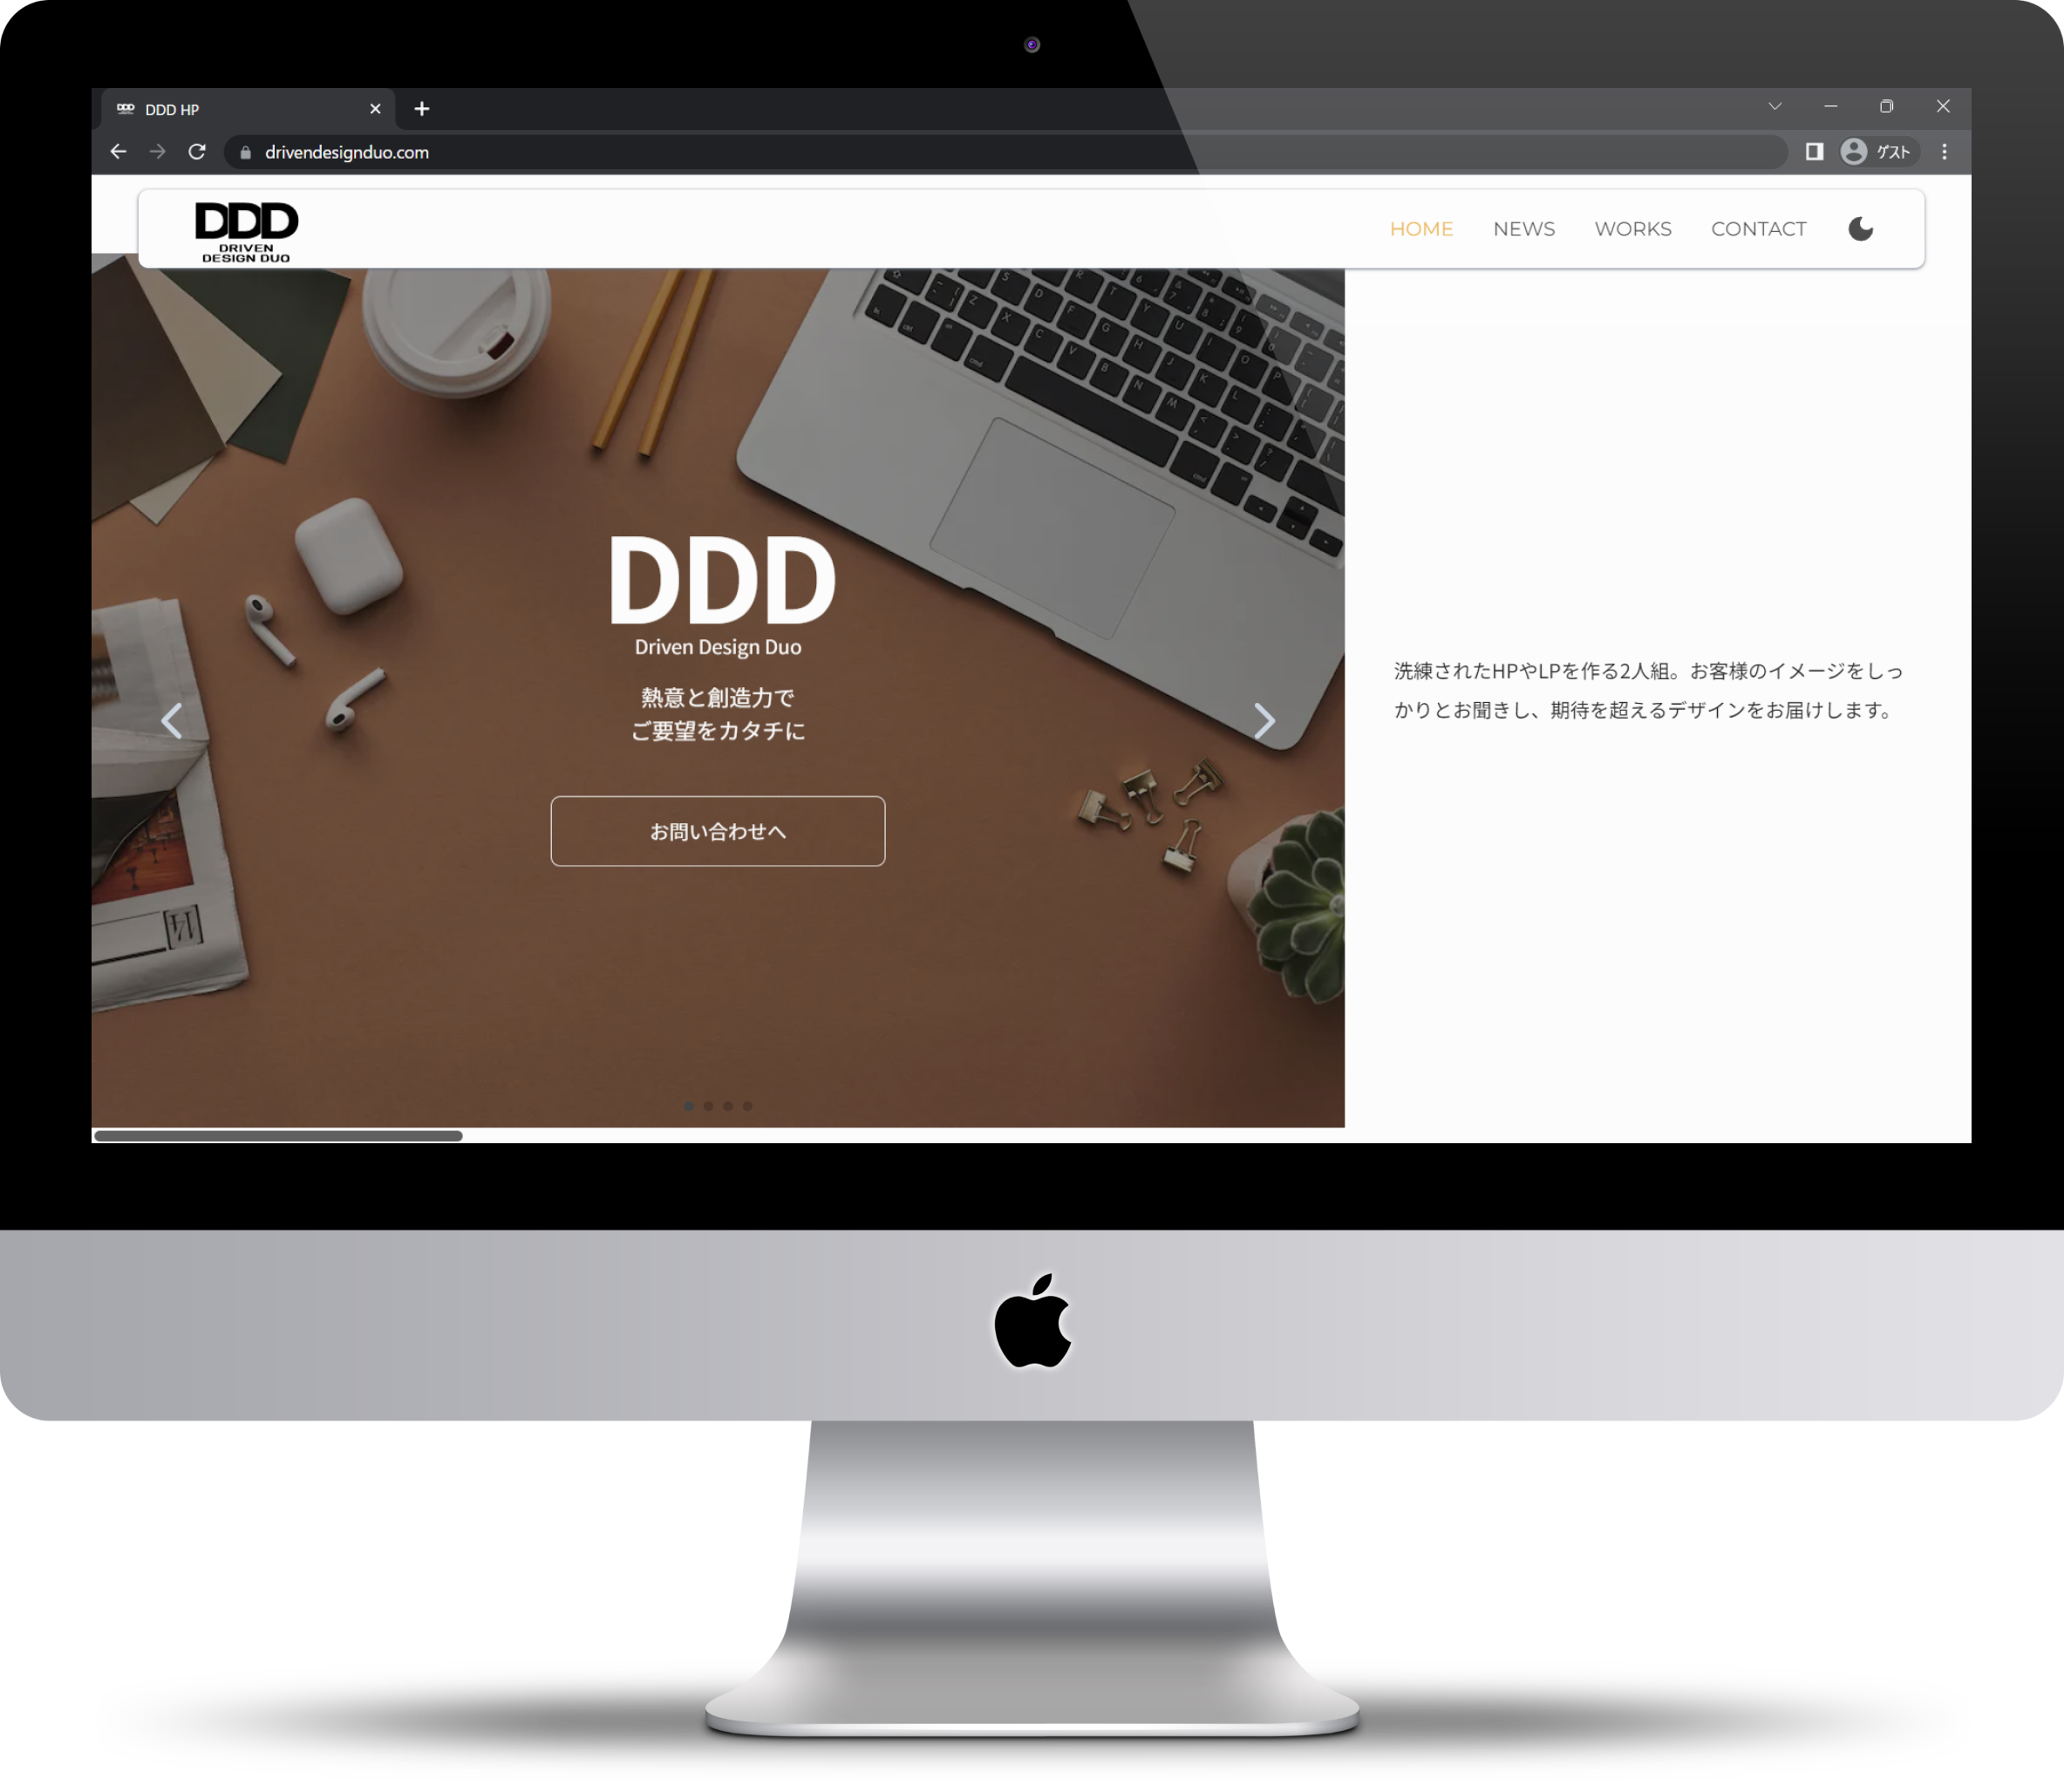 DDD HP
drivendesignduo.com
ゲスト
DDD
DRIVEN
DESIGN DUO
HOME NEWS WORKS CONTACT
DDD
Driven Design Duo
熱意と創造力で
ご要望をカタチに
お問い合わせへ
洗練されたHPやLPを作る2人組。お客様のイメージをしっ
かりとお聞きし、期待を超えるデザインをお届けします。